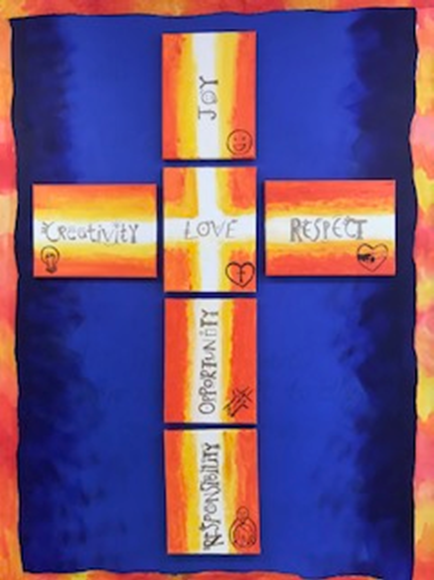 JOY
Creativity
LOVE
RESPECT
OPPORTUNITY
RESPONSIBILITY